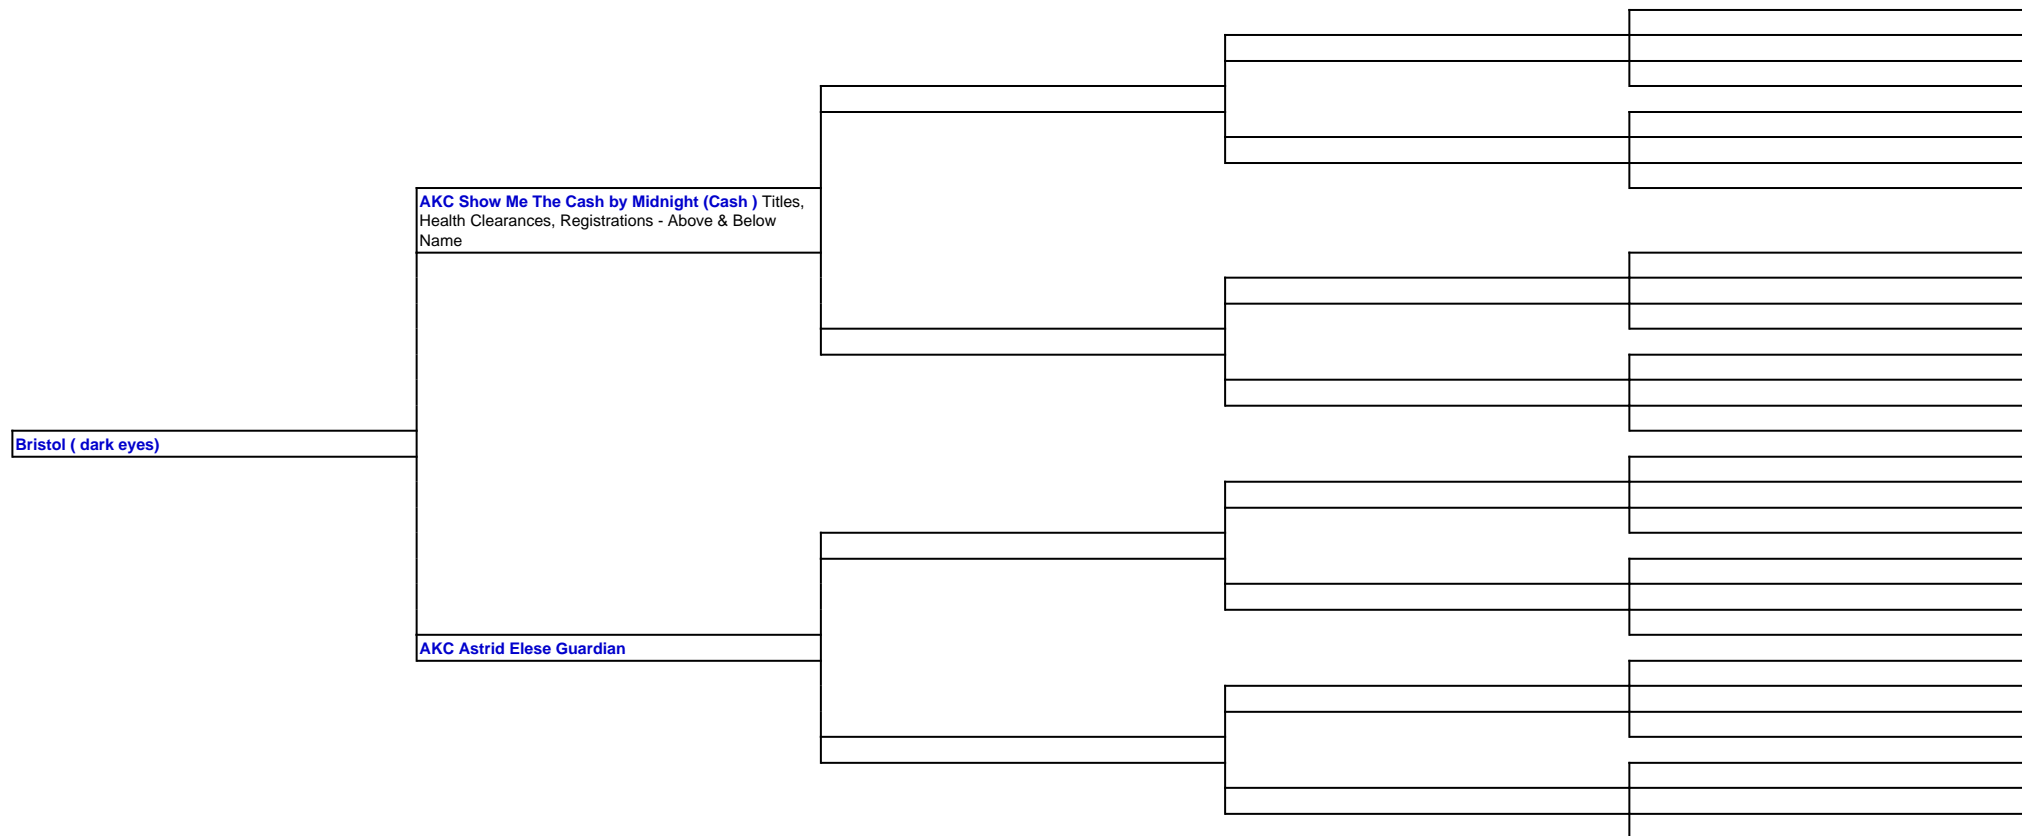 AKC Show Me The Cash by Midnight (Cash ) Titles,
Health Clearances, Registrations - Above & Below
Name
Bristol ( dark eyes)
AKC Astrid Elese Guardian